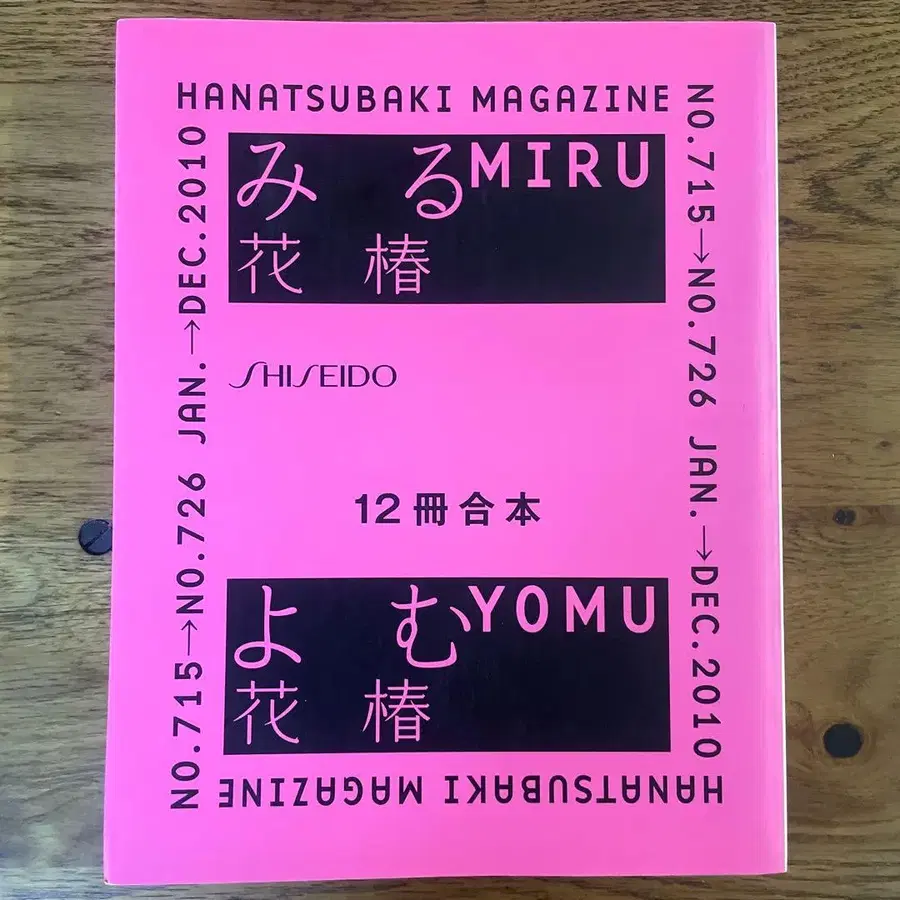 HANATSUBAKI MAGAZINE
NO.715→NO.726 JAN.→DEC.2010
みる MIRU
花椿
SHISEIDO
12冊合本
よむ YOMU
花椿
HANATSUBAKI MAGAZINE
NO.715→NO.726 JAN.→DEC.2010